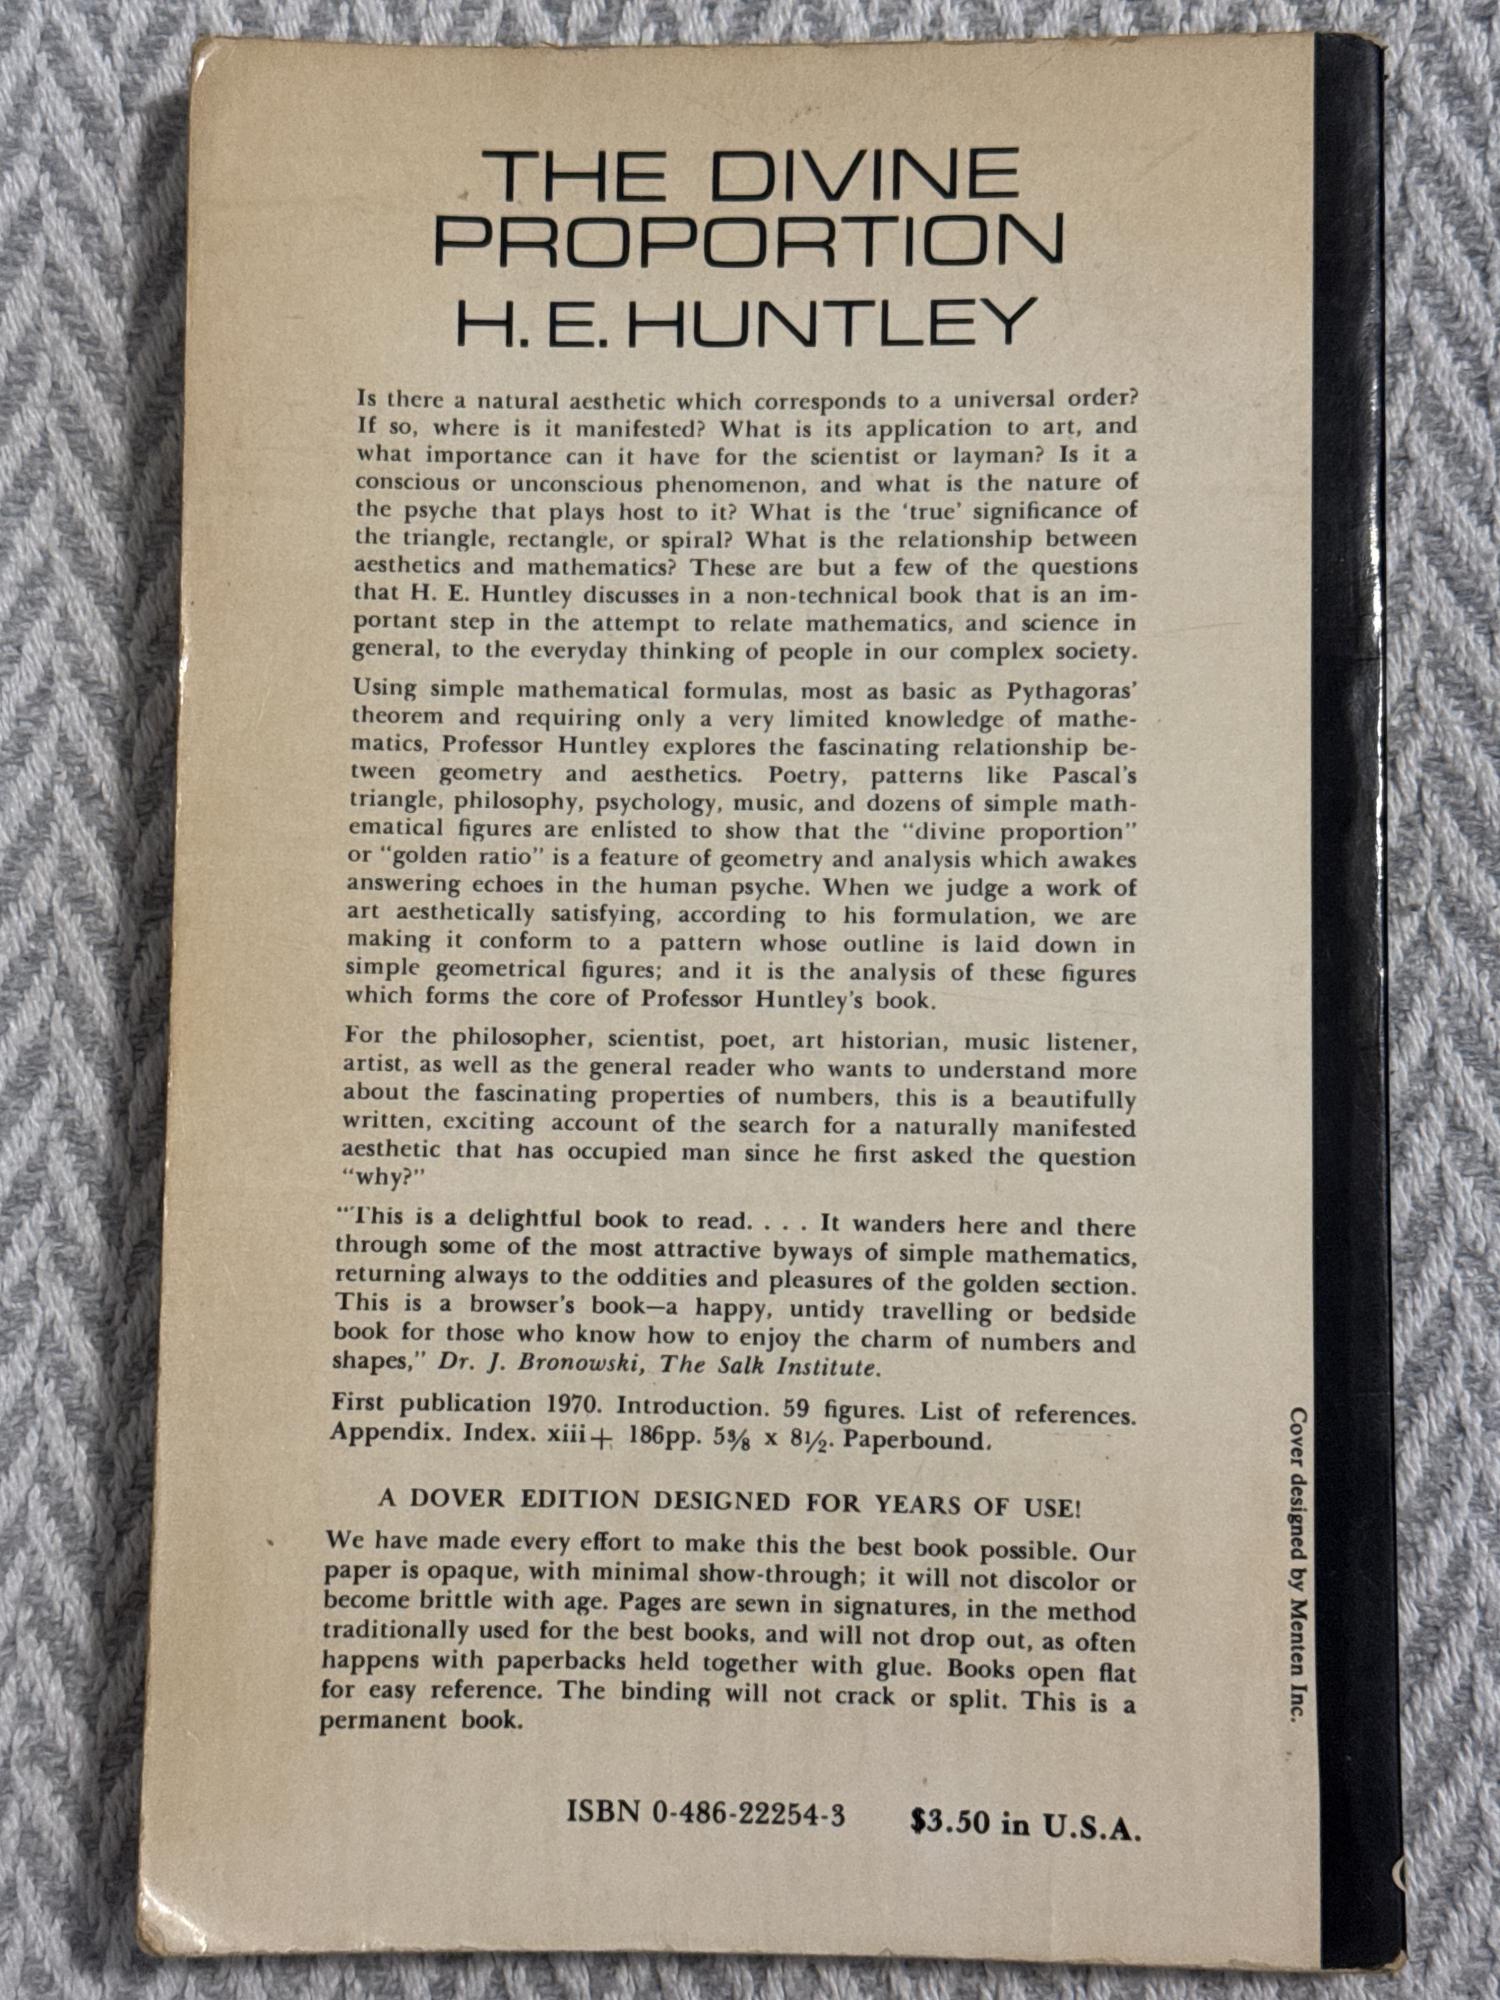 THE DIVINE
PROPORTION
H. E. HUNTLEY
Is there a natural aesthetic which corresponds to a universal order?
If so, where is it manifested? What is its application to art, and
what importance can it have for the scientist or layman? Is it a
conscious or unconscious phenomenon, and what is the nature of
the psyche that plays host to it? What is the ‘true’ significance of
the triangle, rectangle, or spiral? What is the relationship between
aesthetics and mathematics? These are but a few of the questions
that H. E. Huntley discusses in a non-technical book that is an im-
portant step in the attempt to relate mathematics, and science in
general, to the everyday thinking of people in our complex society.
Using simple mathematical formulas, most as basic as Pythagoras’
theorem and requiring only a very limited knowledge of mathe-
matics, Professor Huntley explores the fascinating relationship be-
tween geometry and aesthetics. Poetry, patterns like Pascal’s
triangle, philosophy, psychology, music, and dozens of simple math-
ematical figures are enlisted to show that the “divine proportion”
or “golden ratio” is a feature of geometry and analysis which awakes
answering echoes in the human psyche. When we judge a work of
art aesthetically satisfying, according to his formulation, we are
making it conform to a pattern whose outline is laid down in
simple geometrical figures; and it is the analysis of these figures
which forms the core of Professor Huntley’s book.
For the philosopher, scientist, poet, art historian, music listener,
artist, as well as the general reader who wants to understand more
about the fascinating properties of numbers, this is a beautifully
written, exciting account of the search for a naturally manifested
aesthetic that has occupied man since he first asked the question
“why?”
“This is a delightful book to read. . . . It wanders here and there
through some of the most attractive byways of simple mathematics,
returning always to the oddities and pleasures of the golden section.
This is a browser’s book—a happy, untidy travelling or bedside
book for those who know how to enjoy the charm of numbers and
shapes,” Dr. J. Bronowski, The Salk Institute.
First publication 1970. Introduction. 59 figures. List of references.
Appendix. Index. xiii + 186pp. 5⅜ x 8½. Paperbound.
A DOVER EDITION DESIGNED FOR YEARS OF USE!
We have made every effort to make this the best book possible. Our
paper is opaque, with minimal show-through; it will not discolor or
become brittle with age. Pages are sewn in signatures, in the method
traditionally used for the best books, and will not drop out, as often
happens with paperbacks held together with glue. Books open flat
for easy reference. The binding will not crack or split. This is a
permanent book.
ISBN 0-486-22254-3 $3.50 in U.S.A.
Cover designed by Menten Inc.